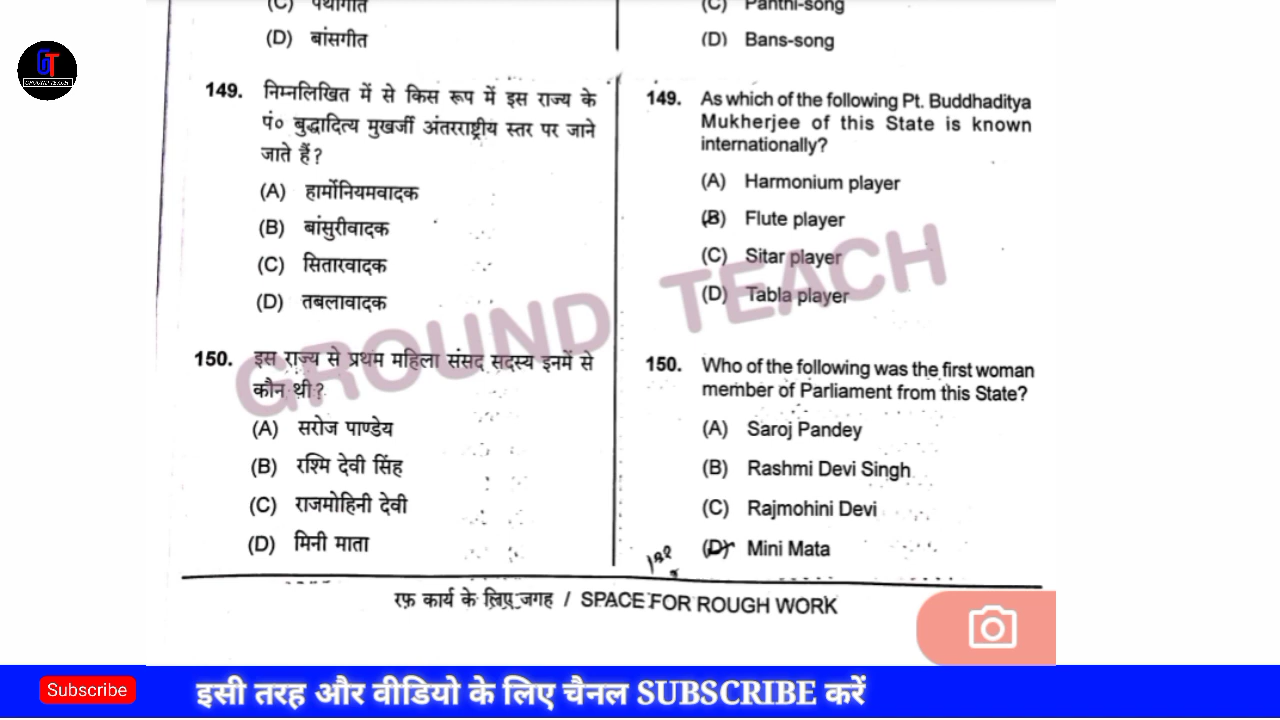 (C) पंथीगीत
(D) बांसगीत
149. निम्नलिखित में से किस रूप में इस राज्य के
पं० बुद्धादित्य मुखर्जी अंतरराष्ट्रीय स्तर पर जाने
जाते हैं?
(A) हार्मोनियमवादक
(B) बांसुरीवादक
(C) सितारवादक
(D) तबलावादक
150. इस राज्य से प्रथम महिला संसद सदस्य इनमें से
कौन थी?
(A) सरोज पाण्डेय
(B) रश्मि देवी सिंह
(C) राजमोहिनी देवी
(D) मिनी माता
(C) Panthi-song
(D) Bans-song
149. As which of the following Pt. Buddhaditya
Mukherjee of this State is known
internationally?
(A) Harmonium player
(B) Flute player
(C) Sitar player
(D) Tabla player
150. Who of the following was the first woman
member of Parliament from this State?
(A) Saroj Pandey
(B) Rashmi Devi Singh
(C) Rajmohini Devi
(D) Mini Mata
रफ़ कार्य के लिए जगह / SPACE FOR ROUGH WORK
GROUND TEACH
GT
GROUND TEACH
Subscribe
इसी तरह और वीडियो के लिए चैनल SUBSCRIBE करें